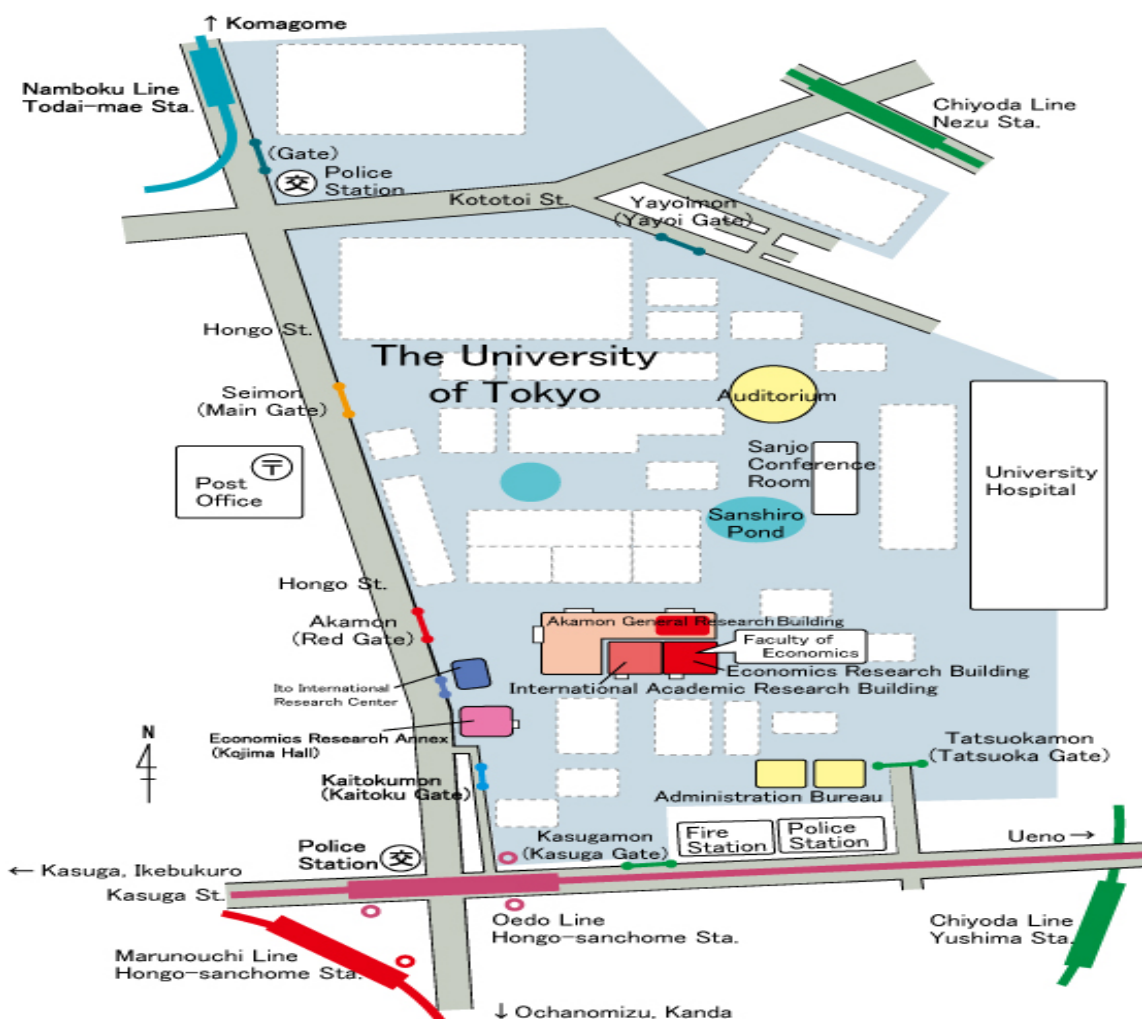 ↑ Komagome
Namboku Line
Todai-mae Sta.
Chiyoda Line
Nezu Sta.
(Gate)
交
Police
Station
Kototoi St.
Yayoimon
(Yayoi Gate)
Hongo St.
The University
of Tokyo
Seimon
(Main Gate)
Auditorium
Sanjo
Conference
Room
〒
Post
Office
University
Hospital
Sanshiro
Pond
Hongo St.
Akamon
(Red Gate)
Akamon General Research Building
Faculty of
Economics
Economics Research Building
International Academic Research Building
Ito International
Research Center
Economics Research Annex
(Kojima Hall)
N
Tatsuokamon
(Tatsuoka Gate)
Kaitokumon
(Kaitoku Gate)
Administration Bureau
Kasugamon
(Kasuga Gate)
Fire
Station
Police
Station
Ueno →
Police
Station
交
← Kasuga, Ikebukuro
Kasuga St.
Oedo Line
Hongo-sanchome Sta.
Chiyoda Line
Yushima Sta.
Marunouchi Line
Hongo-sanchome Sta.
↓ Ochanomizu, Kanda